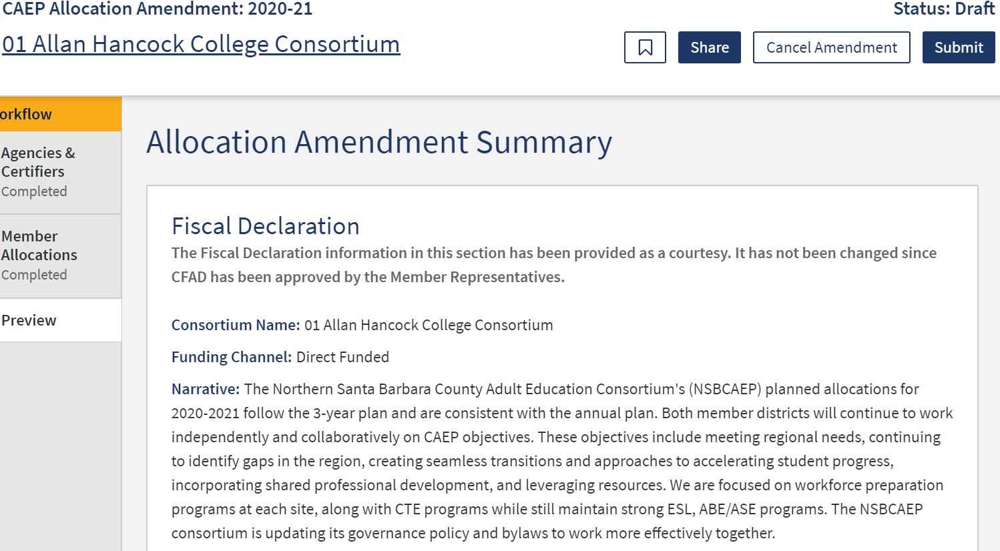 CAEP Allocation Amendment: 2020-21
Status: Draft
01 Allan Hancock College Consortium
Share
Cancel Amendment
Submit
orkflow
Agencies &
Certifiers
Completed
Member
Allocations
Completed
Preview
Allocation Amendment Summary
Fiscal Declaration
The Fiscal Declaration information in this section has been provided as a courtesy. It has not been changed since
CFAD has been approved by the Member Representatives.
Consortium Name: 01 Allan Hancock College Consortium
Funding Channel: Direct Funded
Narrative: The Northern Santa Barbara County Adult Education Consortium's (NSBCAEP) planned allocations for
2020-2021 follow the 3-year plan and are consistent with the annual plan. Both member districts will continue to work
independently and collaboratively on CAEP objectives. These objectives include meeting regional needs, continuing
to identify gaps in the region, creating seamless transitions and approaches to accelerating student progress,
incorporating shared professional development, and leveraging resources. We are focused on workforce preparation
programs at each site, along with CTE programs while still maintain strong ESL, ABE/ASE programs. The NSBCAEP
consortium is updating its governance policy and bylaws to work more effectively together.